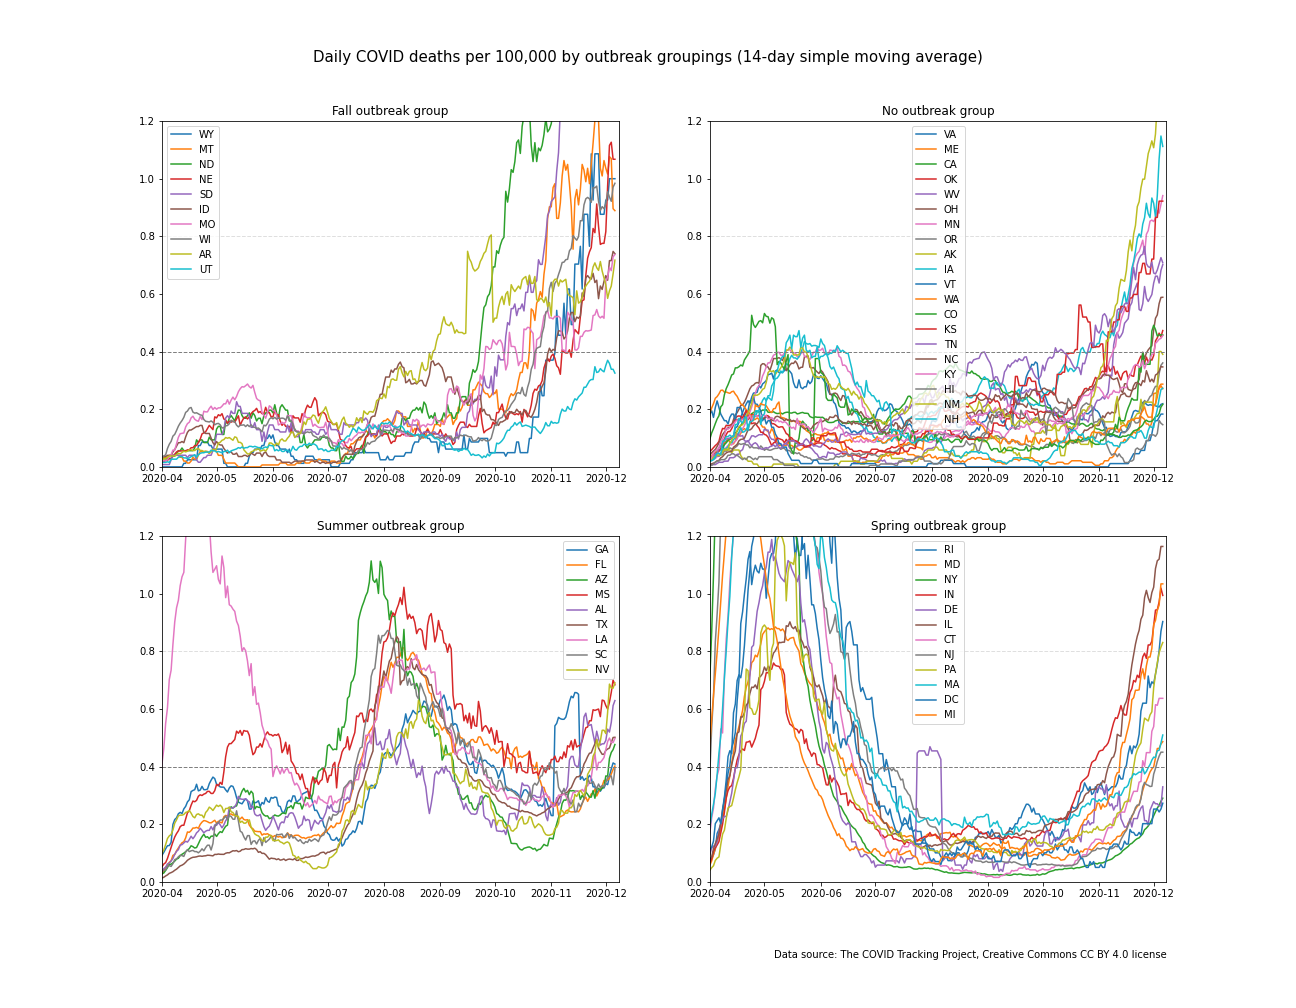 Daily COVID deaths per 100,000 by outbreak groupings (14-day simple moving average)
Fall outbreak group
1.2
1.0
0.8
0.6
0.4
0.2
0.0
WY
MT
ND
NE
SD
ID
MO
WI
AR
UT
2020-04 2020-05 2020-06 2020-07 2020-08 2020-09 2020-10 2020-11 2020-12
No outbreak group
1.2
1.0
0.8
0.6
0.4
0.2
0.0
VA
ME
CA
OK
WV
OH
MN
OR
AK
IA
VT
WA
CO
KS
TN
NC
KY
HI
NM
NH
2020-04 2020-05 2020-06 2020-07 2020-08 2020-09 2020-10 2020-11 2020-12
Summer outbreak group
1.2
1.0
0.8
0.6
0.4
0.2
0.0
GA
FL
AZ
MS
AL
TX
LA
SC
NV
2020-04 2020-05 2020-06 2020-07 2020-08 2020-09 2020-10 2020-11 2020-12
Spring outbreak group
1.2
1.0
0.8
0.6
0.4
0.2
0.0
RI
MD
NY
IN
DE
IL
CT
NJ
PA
MA
DC
MI
2020-04 2020-05 2020-06 2020-07 2020-08 2020-09 2020-10 2020-11 2020-12
Data source: The COVID Tracking Project, Creative Commons CC BY 4.0 license